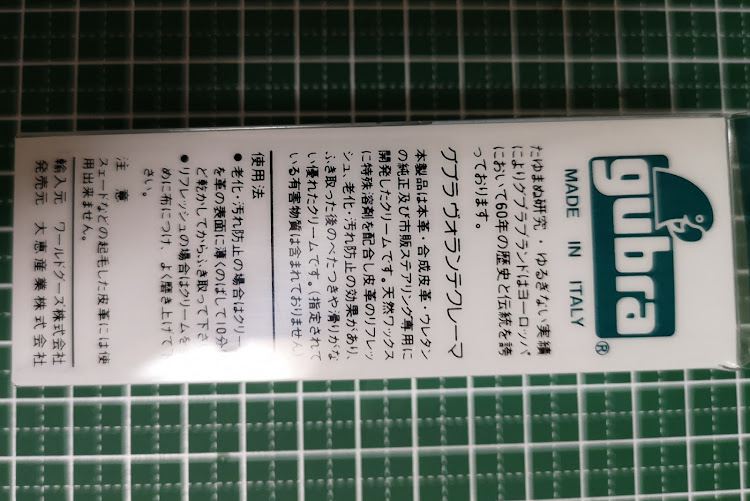 gubra®
MADE IN ITALY
たゆまぬ研究・ゆるぎない実績
によりグブラブランドはヨーロッパ
において60年の歴史と伝統を誇
っております。
グブラ ヴォランテクレーマ
本製品は本革・合成皮革・ウレタン
の純正及び市販ステアリング専用に
開発したクリームです。天然ワックス
に特殊溶剤を配合し皮革のリフレッ
シュ、老化・汚れ防止の効果があり、
ふき取った後のべたつきや滑りがな
い優れたクリームです。(指定されて
いる有害物質は含まれておりません)
使用法
●老化・汚れ防止の場合はクリー
を革の表面に薄くのばして10分
ど乾かしてからふき取って下さ
●リフレッシュの場合はクリームを
めに布につけ、よく磨き上げて
さい。
注意
スェードなどの起毛した皮革には使
用出来ません。
輸入元 ワールドグーズ株式会社
発売元 大恵産業株式会社